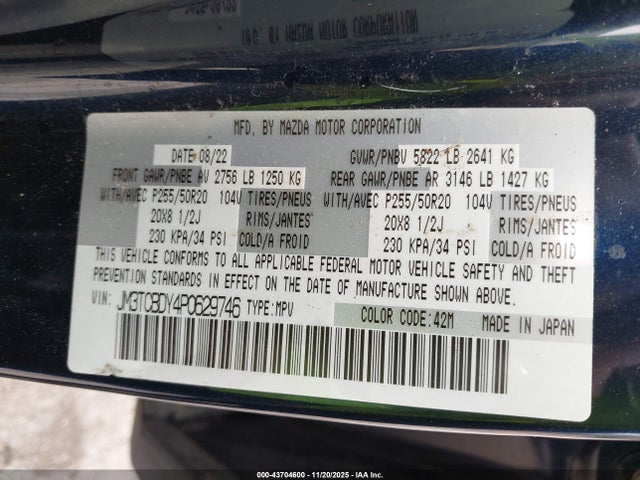 MFD. BY MAZDA MOTOR CORPORATION
DATE 08/22 GVWR/PNBV 5822 LB 2641 KG
FRONT GAWR/PNBE AV 2756 LB 1250 KG REAR GAWR/PNBE AR 3146 LB 1427 KG
WITH/AVEC P255/50R20 104V TIRES/PNEUS WITH/AVEC P255/50R20 104V TIRES/PNEUS
20X8 1/2J RIMS/JANTES 20X8 1/2J RIMS/JANTES
230 KPA/34 PSI COLD/A FROID 230 KPA/34 PSI COLD/A FROID
THIS VEHICLE CONFORMS TO ALL APPLICABLE FEDERAL MOTOR VEHICLE SAFETY AND THEFT
PREVENTION STANDARDS IN EFFECT ON THE DATE OF MANUFACTURE SHOWN ABOVE.
VIN: JM3TCBDY4P0629746 TYPE:MPV COLOR CODE:42M MADE IN JAPAN
000-43704600 - 11/20/2025 - IAA Inc.